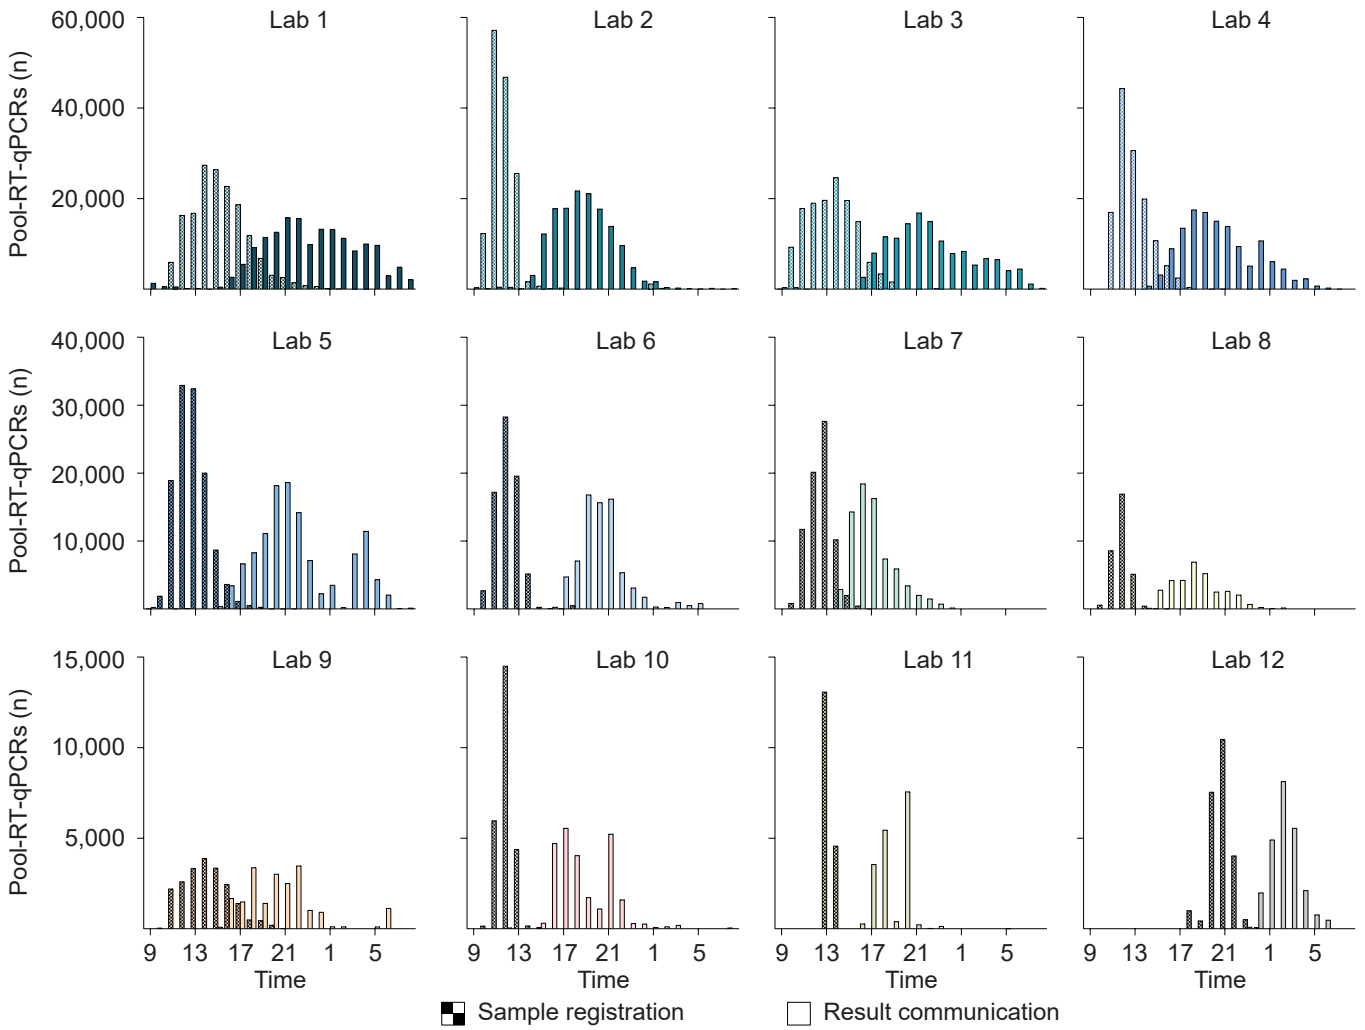 Lab 1 Lab 2 Lab 3 Lab 4
Pool-RT-qPCRs (n)
60,000
40,000
20,000
Lab 5 Lab 6 Lab 7 Lab 8
Pool-RT-qPCRs (n)
40,000
30,000
20,000
10,000
Lab 9 Lab 10 Lab 11 Lab 12
Pool-RT-qPCRs (n)
15,000
10,000
5,000
9 13 17 21 1 5 9 13 17 21 1 5 9 13 17 21 1 5 9 13 17 21 1 5
Time Time Time Time
Sample registration Result communication